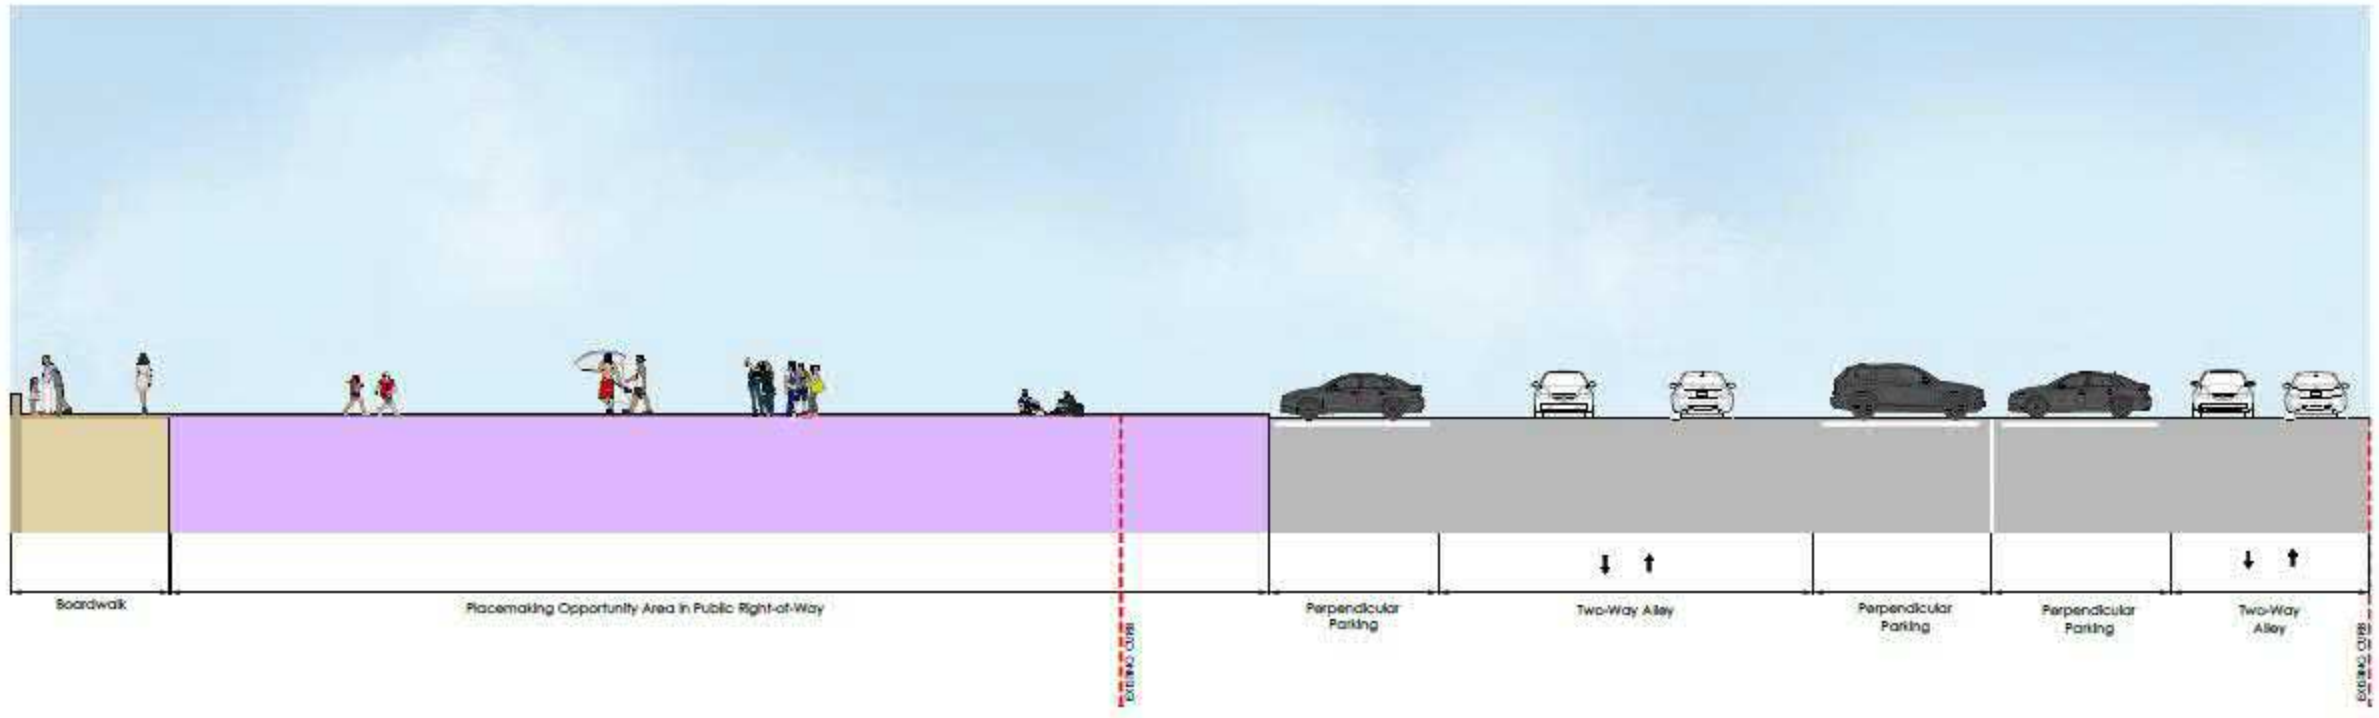 Boardwalk
Placemaking Opportunity Area in Public Right-of-Way
EXISTING CURB
Perpendicular
Parking
Two-Way Alley
Perpendicular
Parking
Perpendicular
Parking
Two-Way
Alley
EXISTING CURB